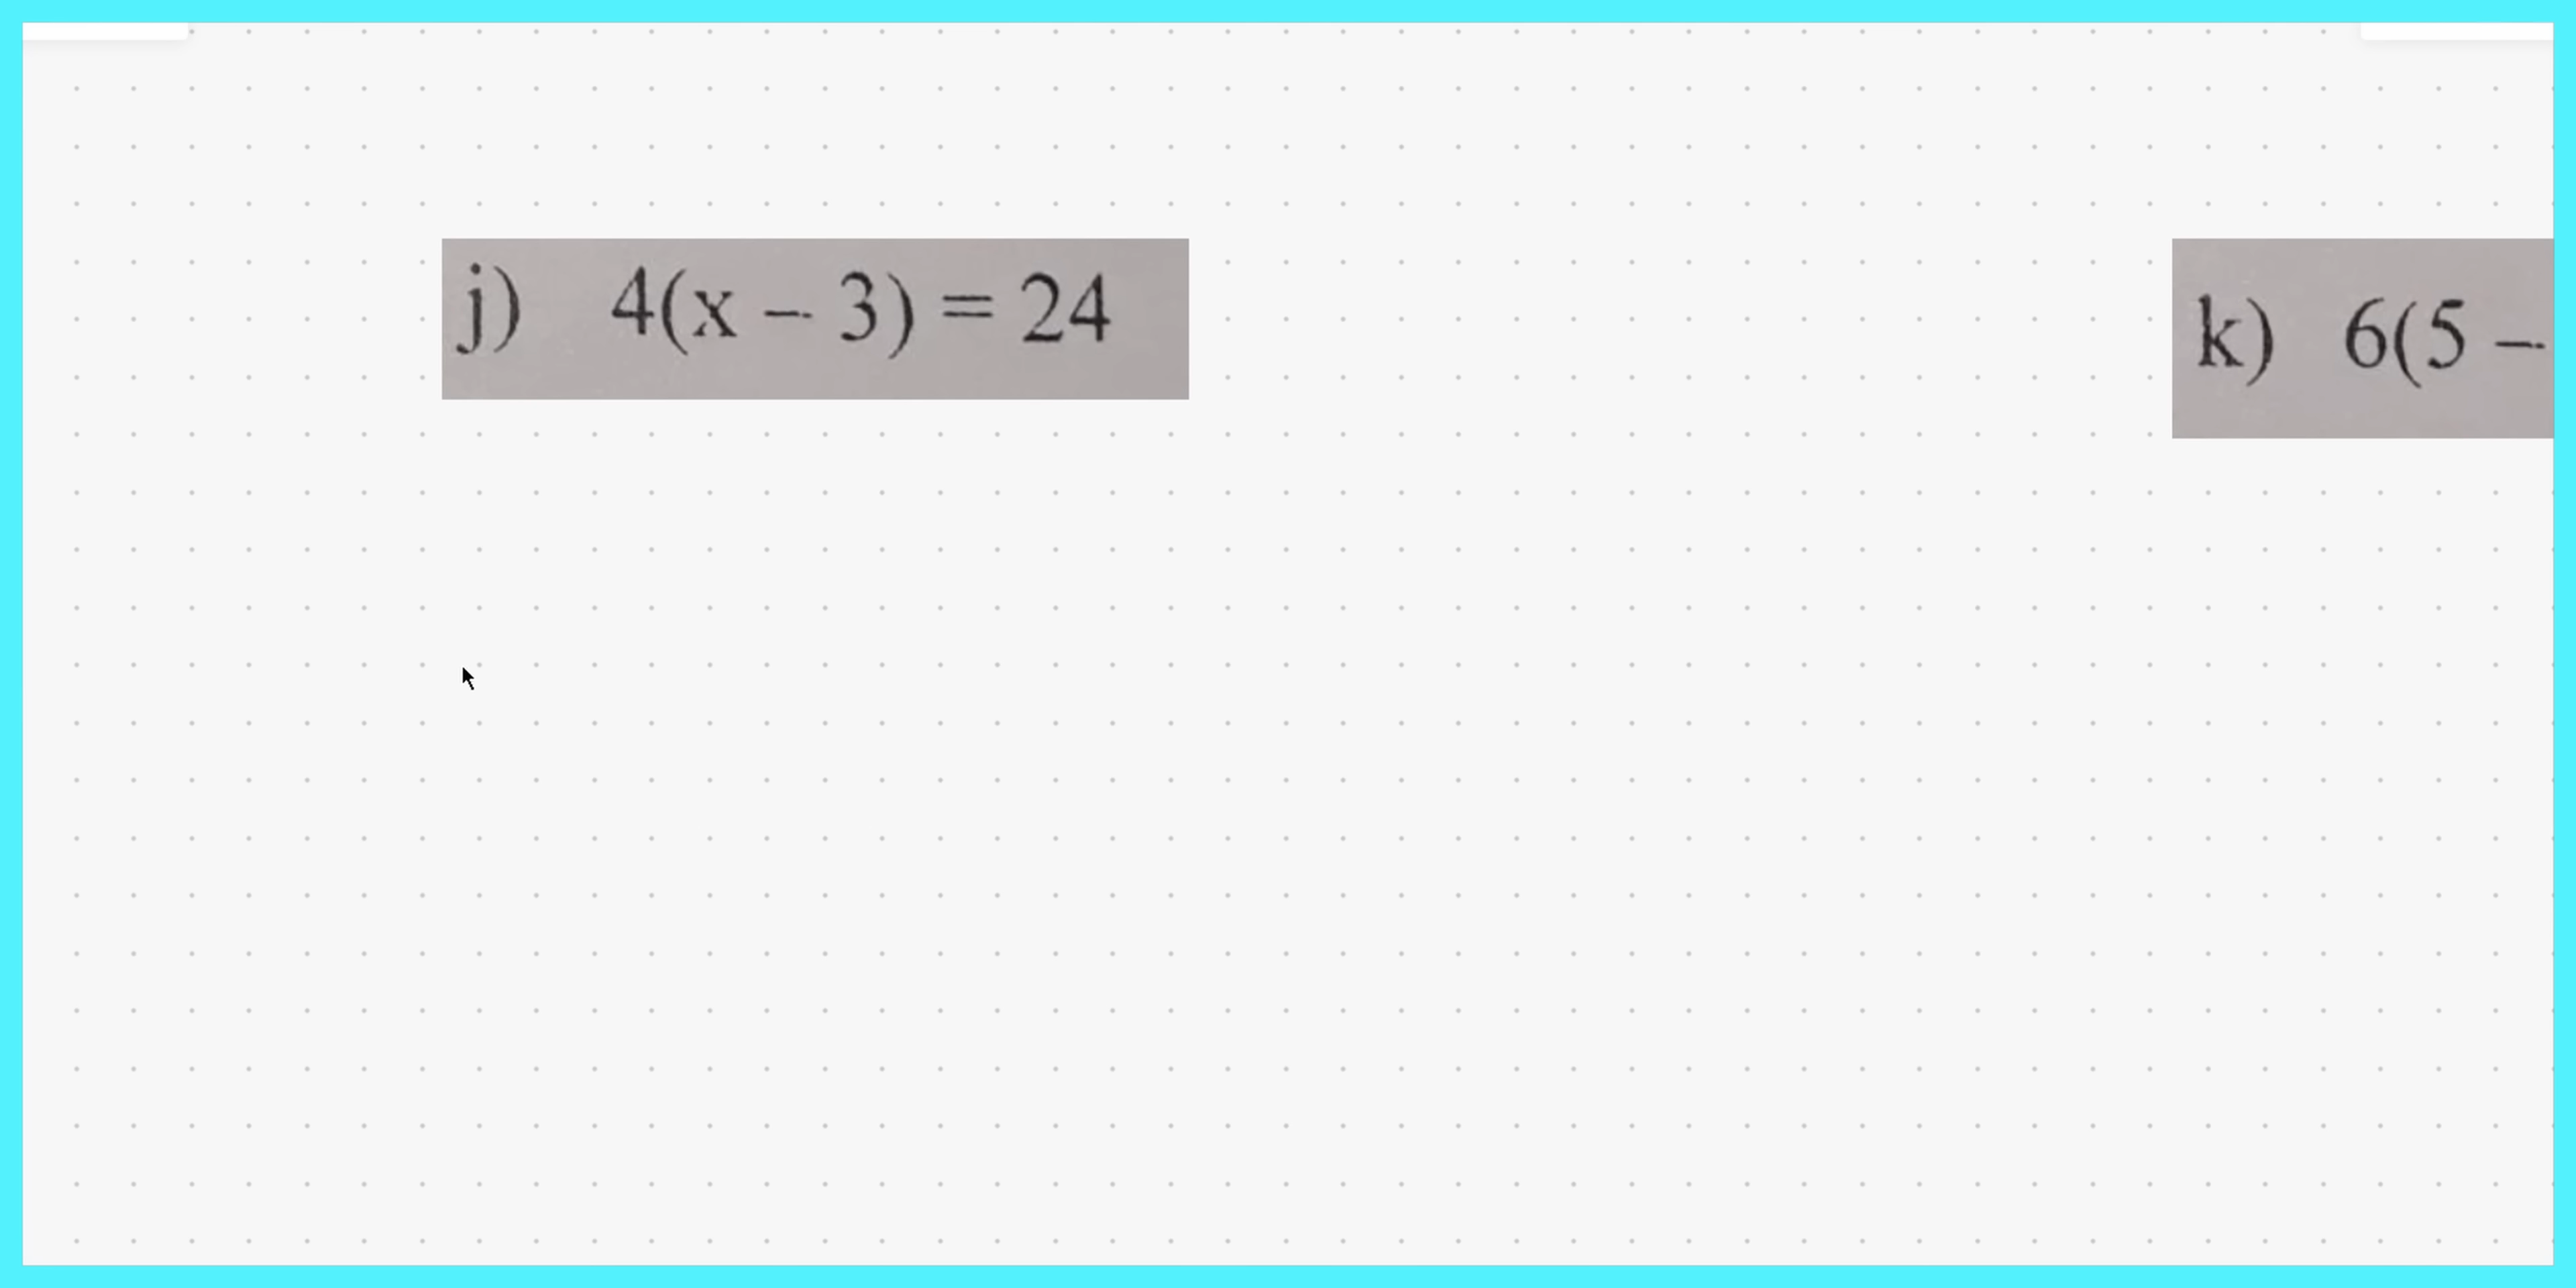 j) 4(x – 3) = 24
k) 6(5 –